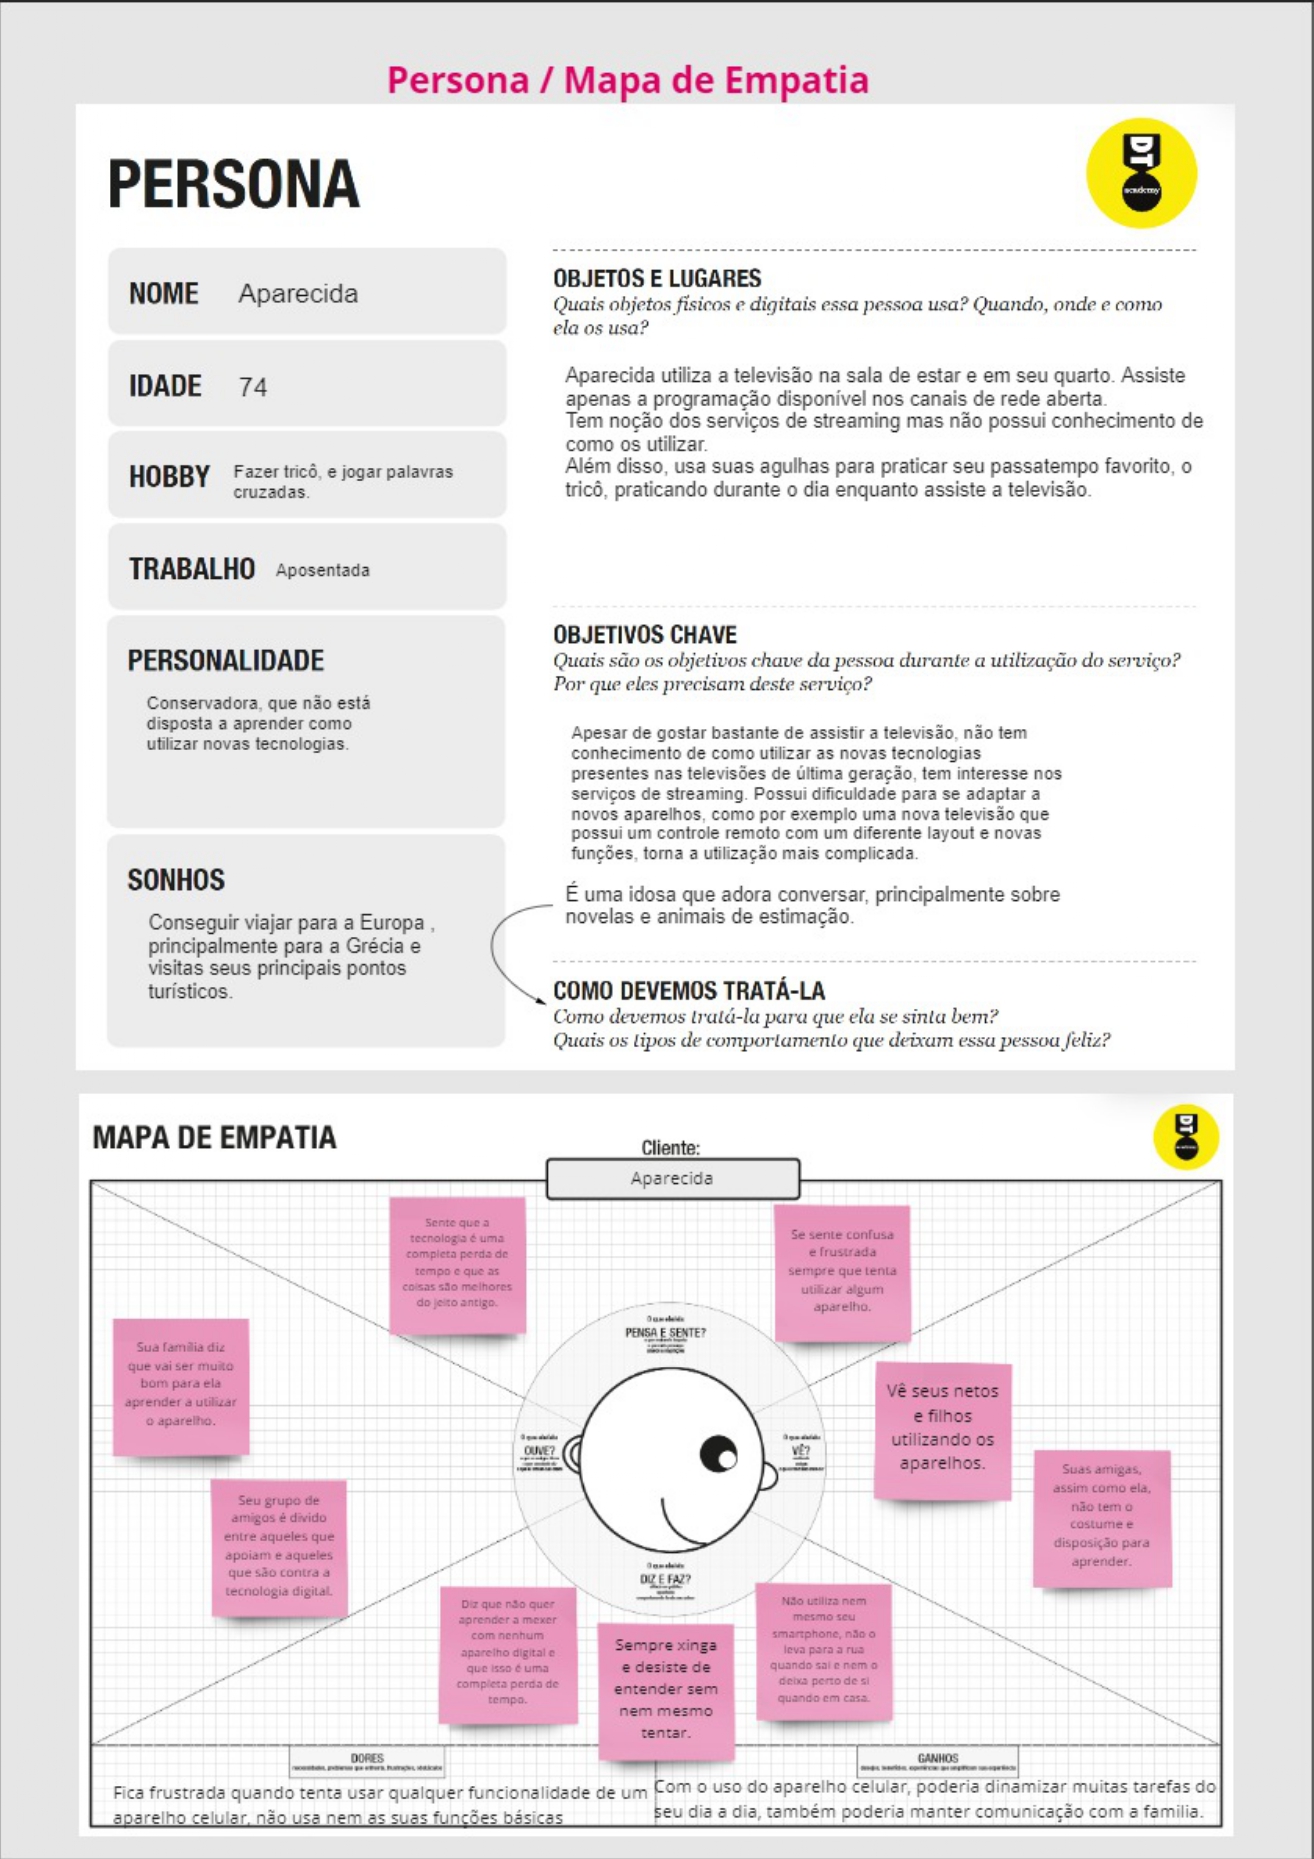 Persona / Mapa de Empatia
PERSONA
DT
academy
NOME Aparecida
IDADE 74
HOBBY Fazer tricô, e jogar palavras
cruzadas.
TRABALHO Aposentada
PERSONALIDADE
Conservadora, que não está
disposta a aprender como
utilizar novas tecnologias.
SONHOS
Conseguir viajar para a Europa ,
principalmente para a Grécia e
visitas seus principais pontos
turísticos.
OBJETOS E LUGARES
Quais objetos físicos e digitais essa pessoa usa? Quando, onde e como
ela os usa?
Aparecida utiliza a televisão na sala de estar e em seu quarto. Assiste
apenas a programação disponível nos canais de rede aberta.
Tem noção dos serviços de streaming mas não possui conhecimento de
como os utilizar.
Além disso, usa suas agulhas para praticar seu passatempo favorito, o
tricô, praticando durante o dia enquanto assiste a televisão.
OBJETIVOS CHAVE
Quais são os objetivos chave da pessoa durante a utilização do serviço?
Por que eles precisam deste serviço?
Apesar de gostar bastante de assistir a televisão, não tem
conhecimento de como utilizar as novas tecnologias
presentes nas televisões de última geração, tem interesse nos
serviços de streaming. Possui dificuldade para se adaptar a
novos aparelhos, como por exemplo uma nova televisão que
possui um controle remoto com um diferente layout e novas
funções, torna a utilização mais complicada.
É uma idosa que adora conversar, principalmente sobre
novelas e animais de estimação.
COMO DEVEMOS TRATÁ-LA
Como devemos tratá-la para que ela se sinta bem?
Quais os tipos de comportamento que deixam essa pessoa feliz?
MAPA DE EMPATIA
DT
Cliente:
Aparecida
Sente que a
tecnologia é uma
completa perda de
tempo e que as
coisas são melhores
do jeito antigo.
Se sente confusa
e frustrada
sempre que tenta
utilizar algum
aparelho.
Sua família diz
que vai ser muito
bom para ela
aprender a utilizar
o aparelho.
Seu grupo de
amigos é divido
entre aqueles que
apoiam e aqueles
que são contra a
tecnologia digital.
PENSA E SENTE?
OUVE?
VÊ?
DIZ E FAZ?
Vê seus netos
e filhos
utilizando os
aparelhos.
Suas amigas,
assim como ela,
não tem o
costume e
disposição para
aprender.
Diz que não quer
aprender a mexer
com nenhum
aparelho digital e
que isso é uma
completa perda de
tempo.
Sempre xinga
e desiste de
entender sem
nem mesmo
tentar.
Não utiliza nem
mesmo seu
smartphone, não o
leva para a rua
quando sai e nem o
deixa perto de si
quando em casa.
DORES
Fica frustrada quando tenta usar qualquer funcionalidade de um
aparelho celular, não usa nem as suas funções básicas
GANHOS
Com o uso do aparelho celular, poderia dinamizar muitas tarefas do
seu dia a dia, também poderia manter comunicação com a familia.